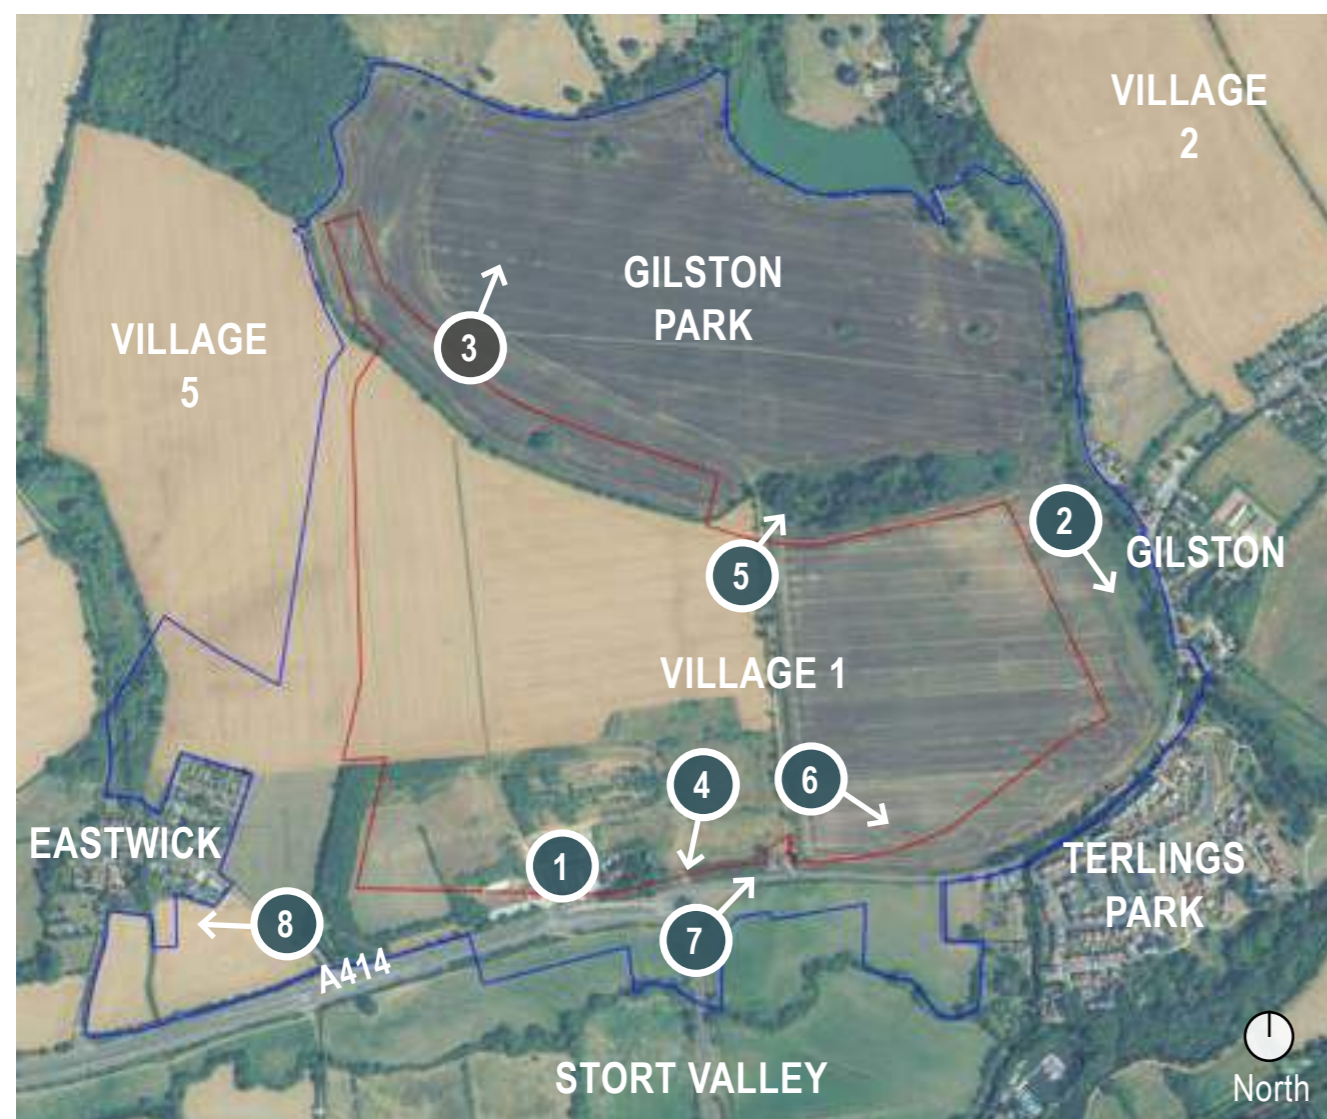 VILLAGE
2
GILSTON
PARK
VILLAGE
5
3
2
GILSTON
5
VILLAGE 1
4
6
EASTWICK
1
TERLINGS
PARK
8
7
A414
STORT VALLEY
North